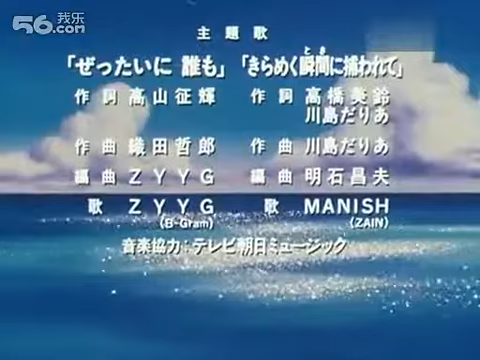 56.com 我乐
主題歌
「ぜったいに 誰も」 「きらめく瞬間に捕われて」
とき
作詞 高山征輝 作詞 高橋美鈴
川島だりあ
作曲 織田哲郎 作曲 川島だりあ
編曲 ZYYG 編曲 明石昌夫
歌 ZYYG 歌 MANISH
(B-Gram) (ZAIN)
音楽協力:テレビ朝日ミュージック